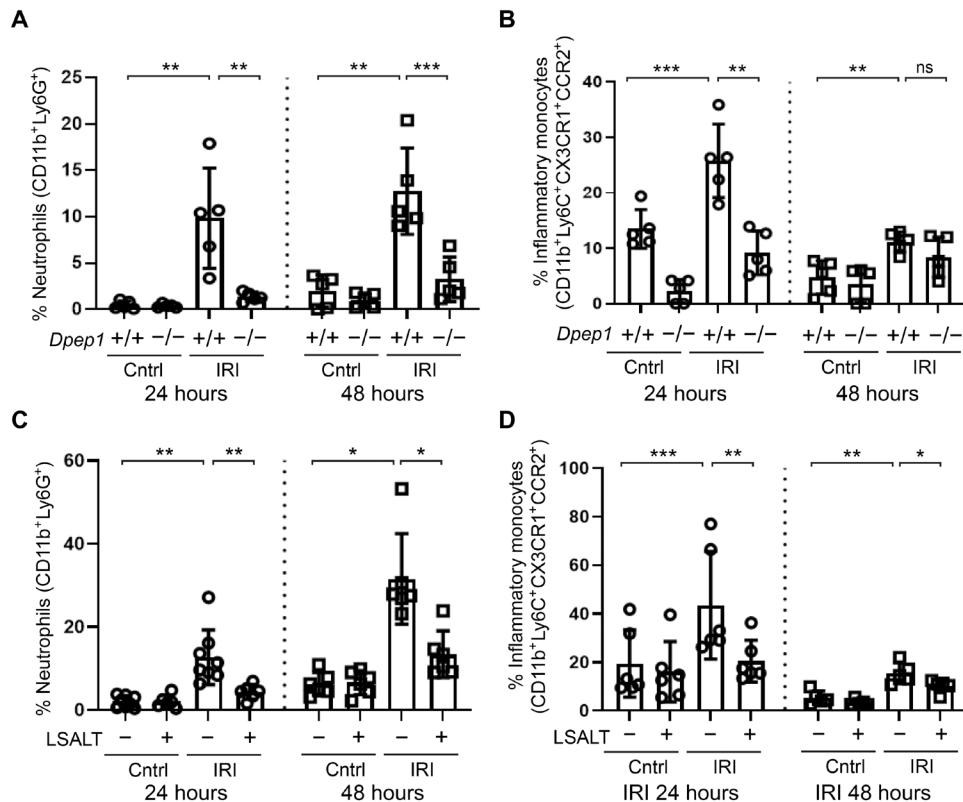 A
% Neutrophils (CD11b⁺Ly6G⁺)
25
20
15
10
5
0
** ** ** ***
Dpep1 +/+ −/− +/+ −/− +/+ −/− +/+ −/−
Cntrl IRI Cntrl IRI
24 hours 48 hours
B
% Inflammatory monocytes
(CD11b⁺Ly6C⁺CX3CR1⁺CCR2⁺)
40
30
20
10
0
*** ** ** ns
Dpep1 +/+ −/− +/+ −/− +/+ −/− +/+ −/−
Cntrl IRI Cntrl IRI
24 hours 48 hours
C
% Neutrophils (CD11b⁺Ly6G⁺)
60
40
20
0
** ** * *
LSALT − + − + − + − +
Cntrl IRI Cntrl IRI
24 hours 48 hours
D
% Inflammatory monocytes
(CD11b⁺Ly6C⁺CX3CR1⁺CCR2⁺)
100
80
60
40
20
0
*** ** ** *
LSALT − + − + − + − +
Cntrl IRI Cntrl IRI
IRI 24 hours IRI 48 hours